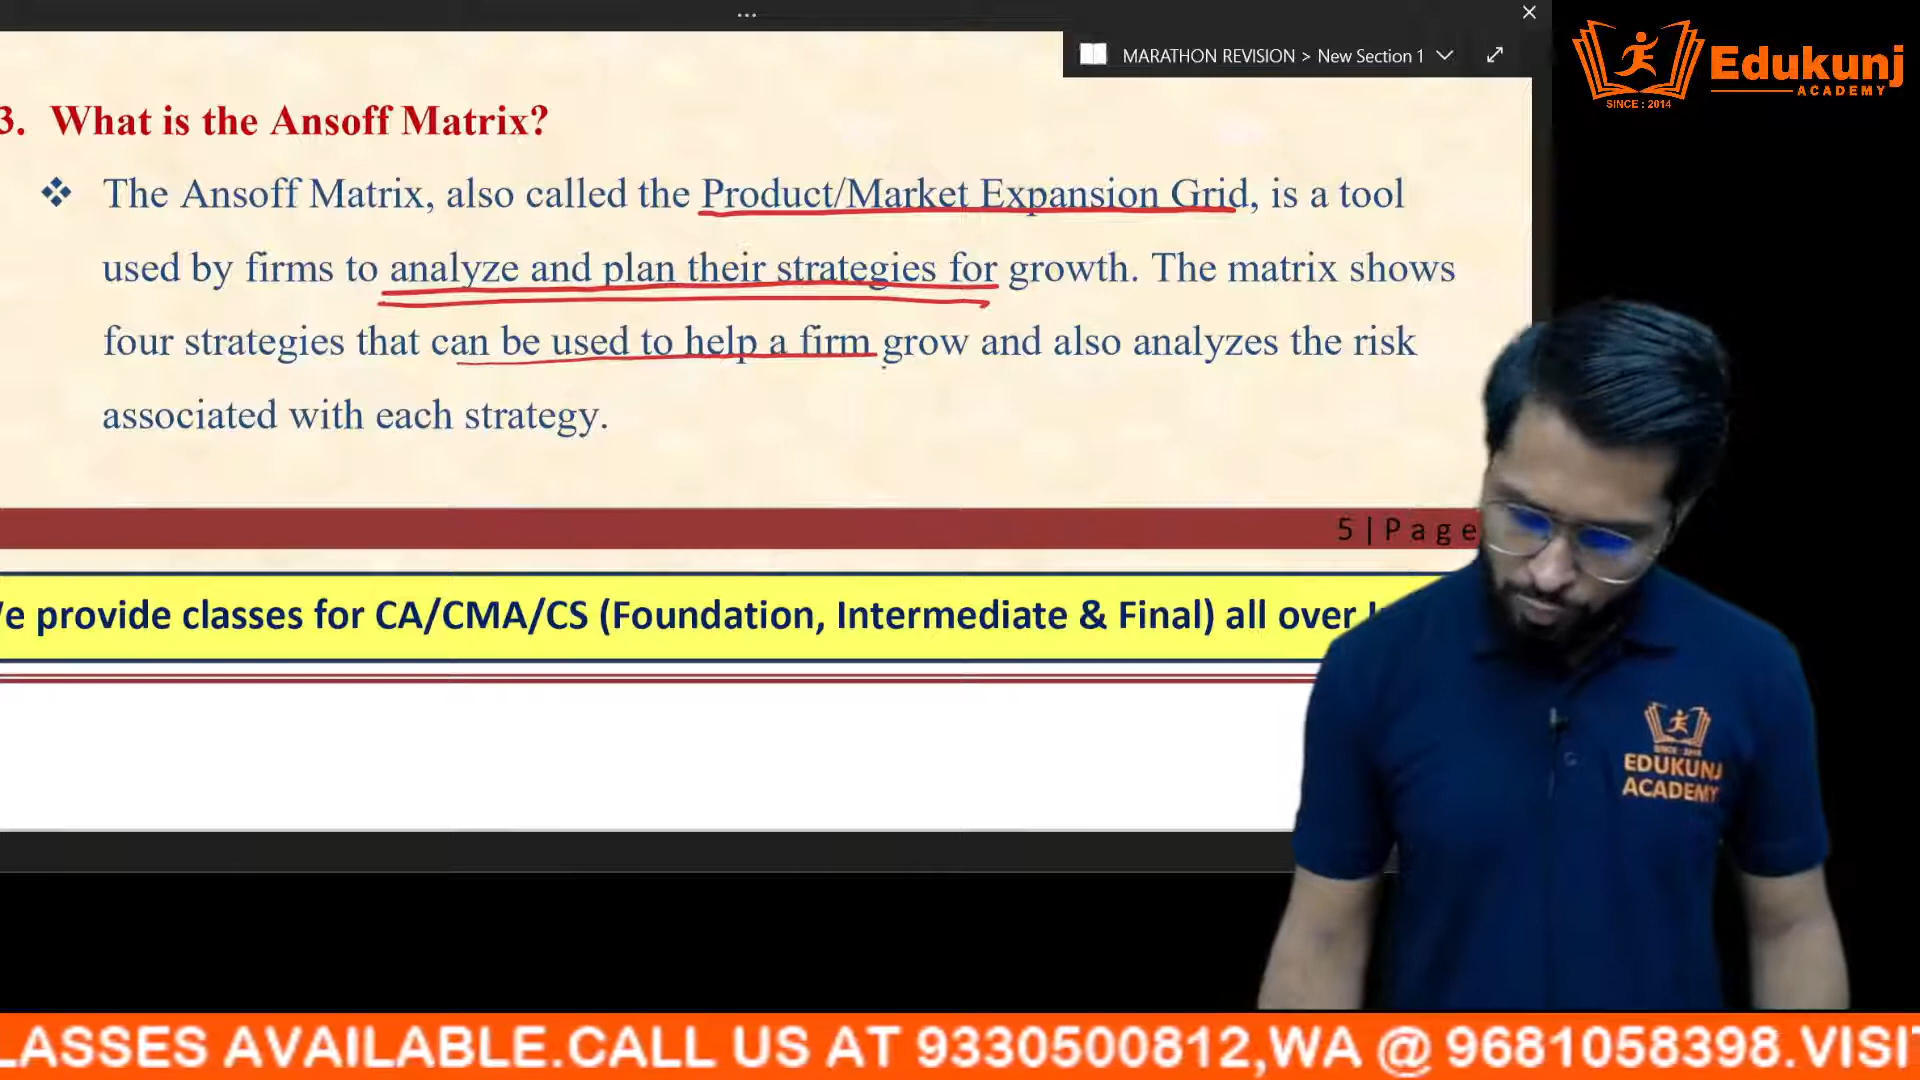 ...
MARATHON REVISION > New Section 1
Edukunj
ACADEMY
SINCE : 2014
3. What is the Ansoff Matrix?
❖ The Ansoff Matrix, also called the Product/Market Expansion Grid, is a tool
used by firms to analyze and plan their strategies for growth. The matrix shows
four strategies that can be used to help a firm grow and also analyzes the risk
associated with each strategy.
5 | P a g e
e provide classes for CA/CMA/CS (Foundation, Intermediate & Final) all over
EDUKUNJ
ACADEMY
LASSES AVAILABLE.CALL US AT 9330500812,WA @ 9681058398.VISIT